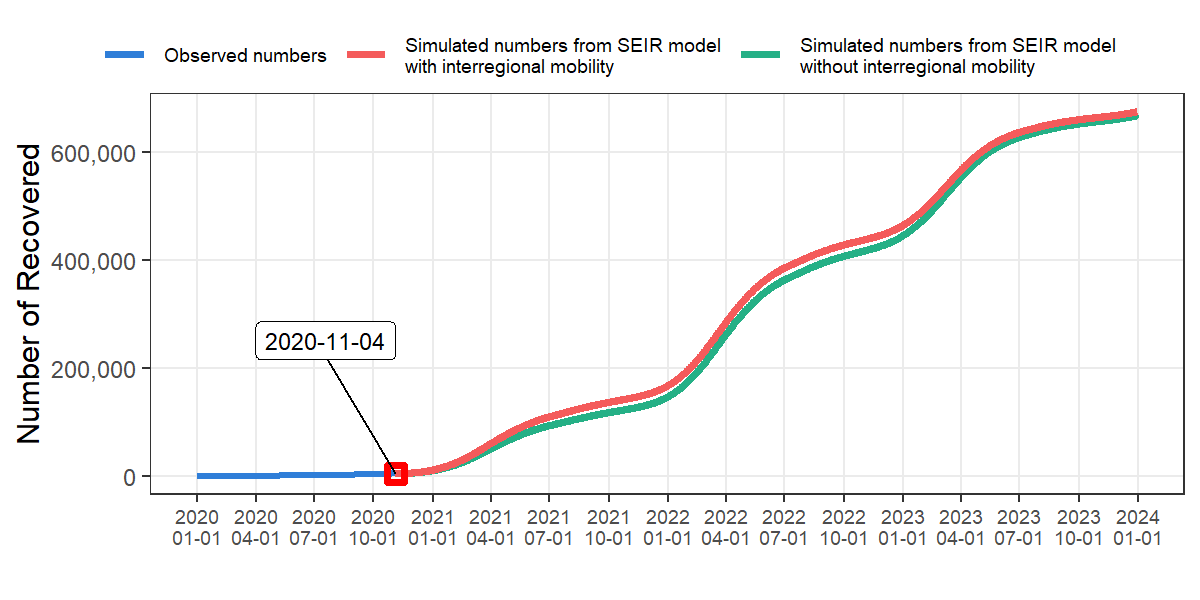 Observed numbers
Simulated numbers from SEIR model
with interregional mobility
Simulated numbers from SEIR model
without interregional mobility
Number of Recovered
600,000
400,000
200,000
0
2020-11-04
2020 2020 2020 2020 2021 2021 2021 2021 2022 2022 2022 2022 2023 2023 2023 2023 2024
01-01 04-01 07-01 10-01 01-01 04-01 07-01 10-01 01-01 04-01 07-01 10-01 01-01 04-01 07-01 10-01 01-01